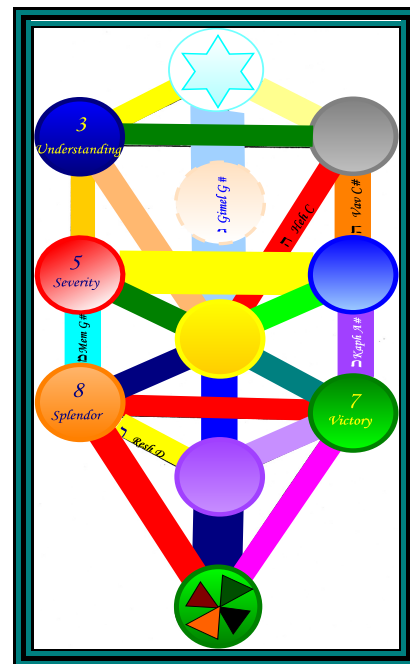 3
Understanding
ג Gimel G#
ה Heh C
Vav C#
5
Severity
מ Mem G#
כ Kaph A#
8
Splendor
7
Victory
ר Resh D